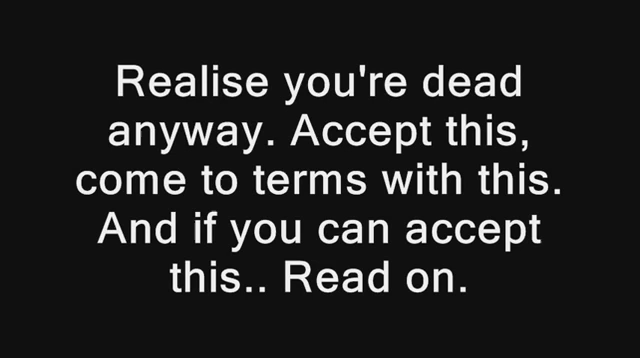 Realise you're dead
anyway. Accept this,
come to terms with this.
And if you can accept
this.. Read on.